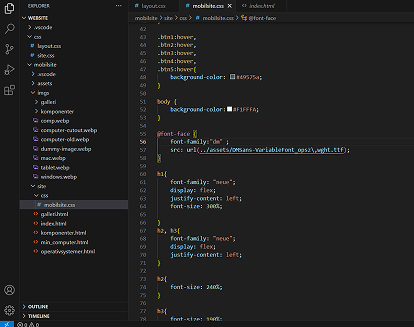 EXPLORER
WEBSITE
.vscode
css
layout.css
site.css
mobilsite
.vscode
assets
imgs
galleri
komponenter
comp.webp
computer-cutout.webp
computer-old.webp
dummy-image.webp
mac.webp
tablet.webp
windows.webp
site
css
mobilsite.css
galleri.html
index.html
komponenter.html
min_computer.html
operativsystemer.html
OUTLINE
TIMELINE
0 0
layout.css mobilsite.css index.html
mobilsite > site > css > mobilsite.css > @font-face
42
43 .btn1:hover,
44 .btn2:hover,
45 .btn3:hover,
46 .btn4:hover,
47 .btn5:hover{
48 background-color: #49575a;
49 }
50
51 body {
52 background-color: #F1FFFA;
53 }
54
55 @font-face {
56 font-family:"dm" ;
57 src: url(../assets/DMSans-VariableFont_opsz\,wght.ttf);
58 }
59
60 h1{
61 font-family: "neue";
62 display: flex;
63 justify-content: left;
64 font-size: 300%;
65
66 }
67 h2, h3{
68 font-family: "neue";
69 display: flex;
70 justify-content: left;
71 }
72
73 h2{
74 font-size: 240%;
75 }
76
77 h3{
78 font-size: 190%;